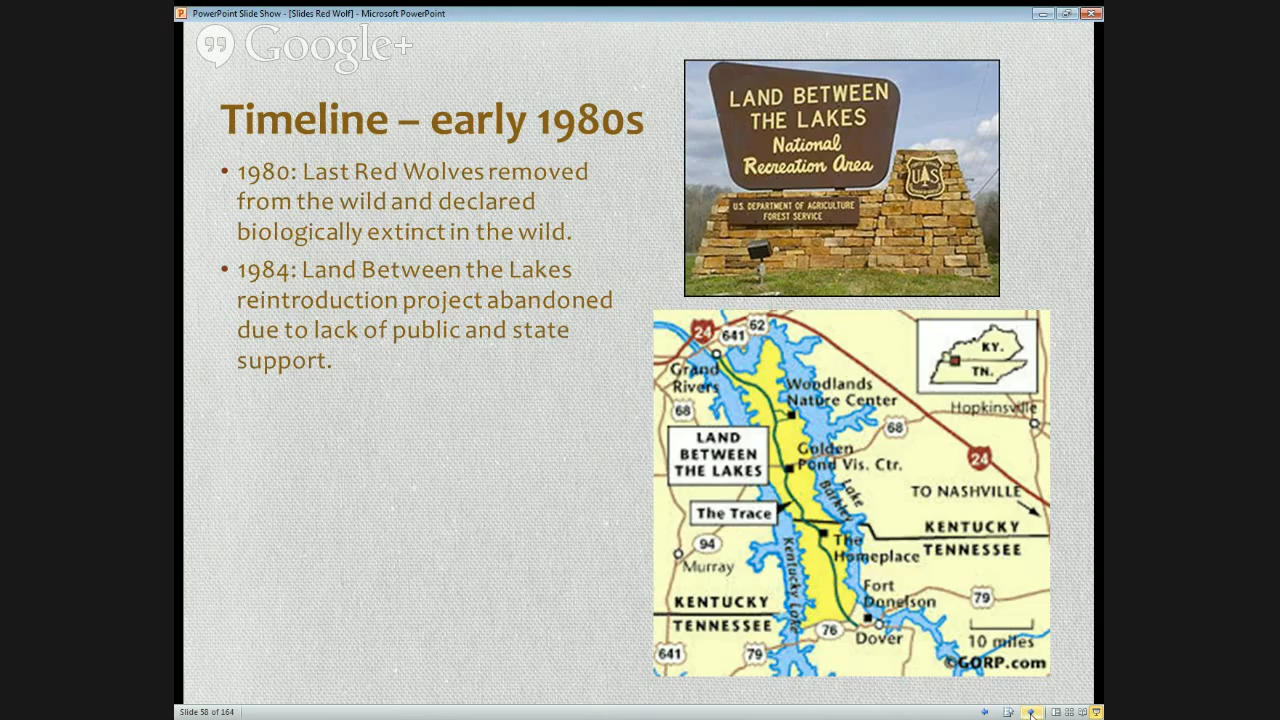 PowerPoint Slide Show - [Slides Red Wolf] - Microsoft PowerPoint
Google+
Timeline – early 1980s
• 1980: Last Red Wolves removed
from the wild and declared
biologically extinct in the wild.
• 1984: Land Between the Lakes
reintroduction project abandoned
due to lack of public and state
support.
LAND BETWEEN
THE LAKES
National
Recreation Area
U.S. DEPARTMENT OF AGRICULTURE
FOREST SERVICE
U S
24
641
62
KY.
TN.
Grand
Rivers
Woodlands
Nature Center
68
Hopkinsville
68
LAND
BETWEEN
THE LAKES
Golden
Pond Vis. Ctr.
24
Lake
Barkley
TO NASHVILLE
The Trace
KENTUCKY
TENNESSEE
94
The
Homeplace
Murray
Kentucky Lake
Fort
Donelson
79
KENTUCKY
TENNESSEE
76
Dover
10 miles
641
79
©GORP.com
Slide 58 of 164